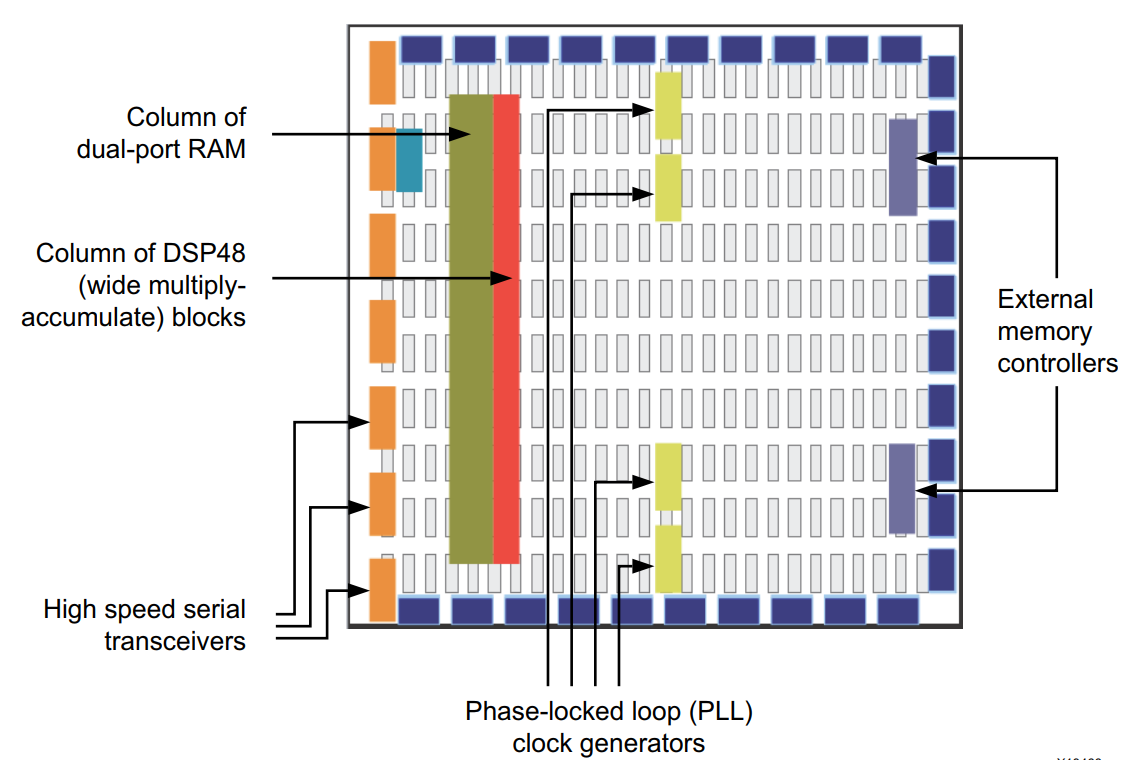 Column of
dual-port RAM
Column of DSP48
(wide multiply-
accumulate) blocks
External
memory
controllers
High speed serial
transceivers
Phase-locked loop (PLL)
clock generators